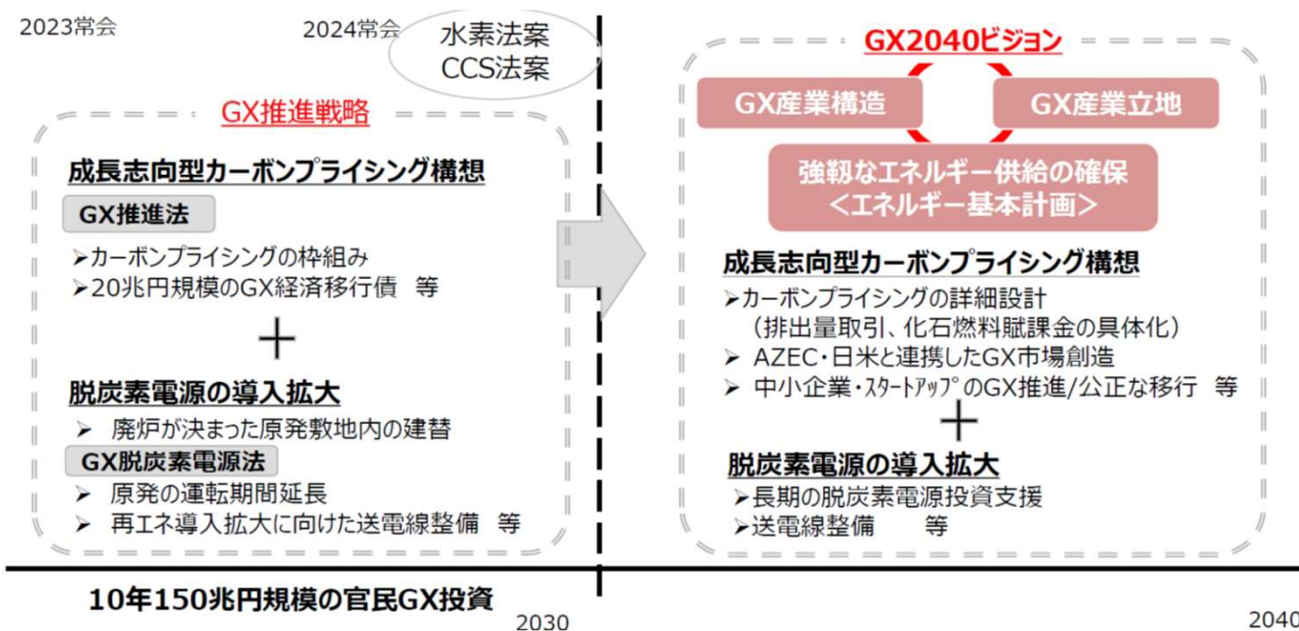 2023常会
2024常会
水素法案
CCS法案
GX推進戦略
成長志向型カーボンプライシング構想
GX推進法
➢カーボンプライシングの枠組み
➢20兆円規模のGX経済移行債 等
＋
脱炭素電源の導入拡大
➢ 廃炉が決まった原発敷地内の建替
GX脱炭素電源法
➢ 原発の運転期間延長
➢ 再エネ導入拡大に向けた送電線整備 等
10年150兆円規模の官民GX投資
2030
GX2040ビジョン
GX産業構造
GX産業立地
強靱なエネルギー供給の確保
＜エネルギー基本計画＞
成長志向型カーボンプライシング構想
➢カーボンプライシングの詳細設計
（排出量取引、化石燃料賦課金の具体化）
➢ AZEC・日米と連携したGX市場創造
➢ 中小企業・ｽﾀｰﾄｱｯﾌﾟのGX推進/公正な移行 等
＋
脱炭素電源の導入拡大
➢長期の脱炭素電源投資支援
➢送電線整備 等
2040